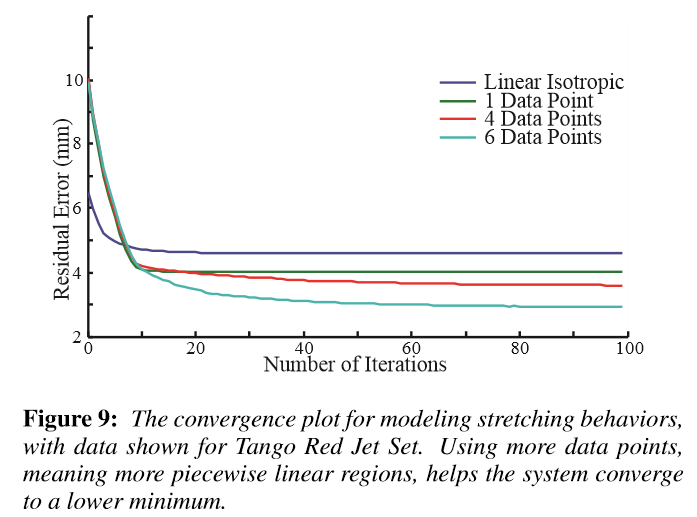 10
8
6
4
2
Residual Error (mm)
Linear Isotropic
1 Data Point
4 Data Points
6 Data Points
0 20 40 60 80 100
Number of Iterations
Figure 9: The convergence plot for modeling stretching behaviors,
with data shown for Tango Red Jet Set. Using more data points,
meaning more piecewise linear regions, helps the system converge
to a lower minimum.